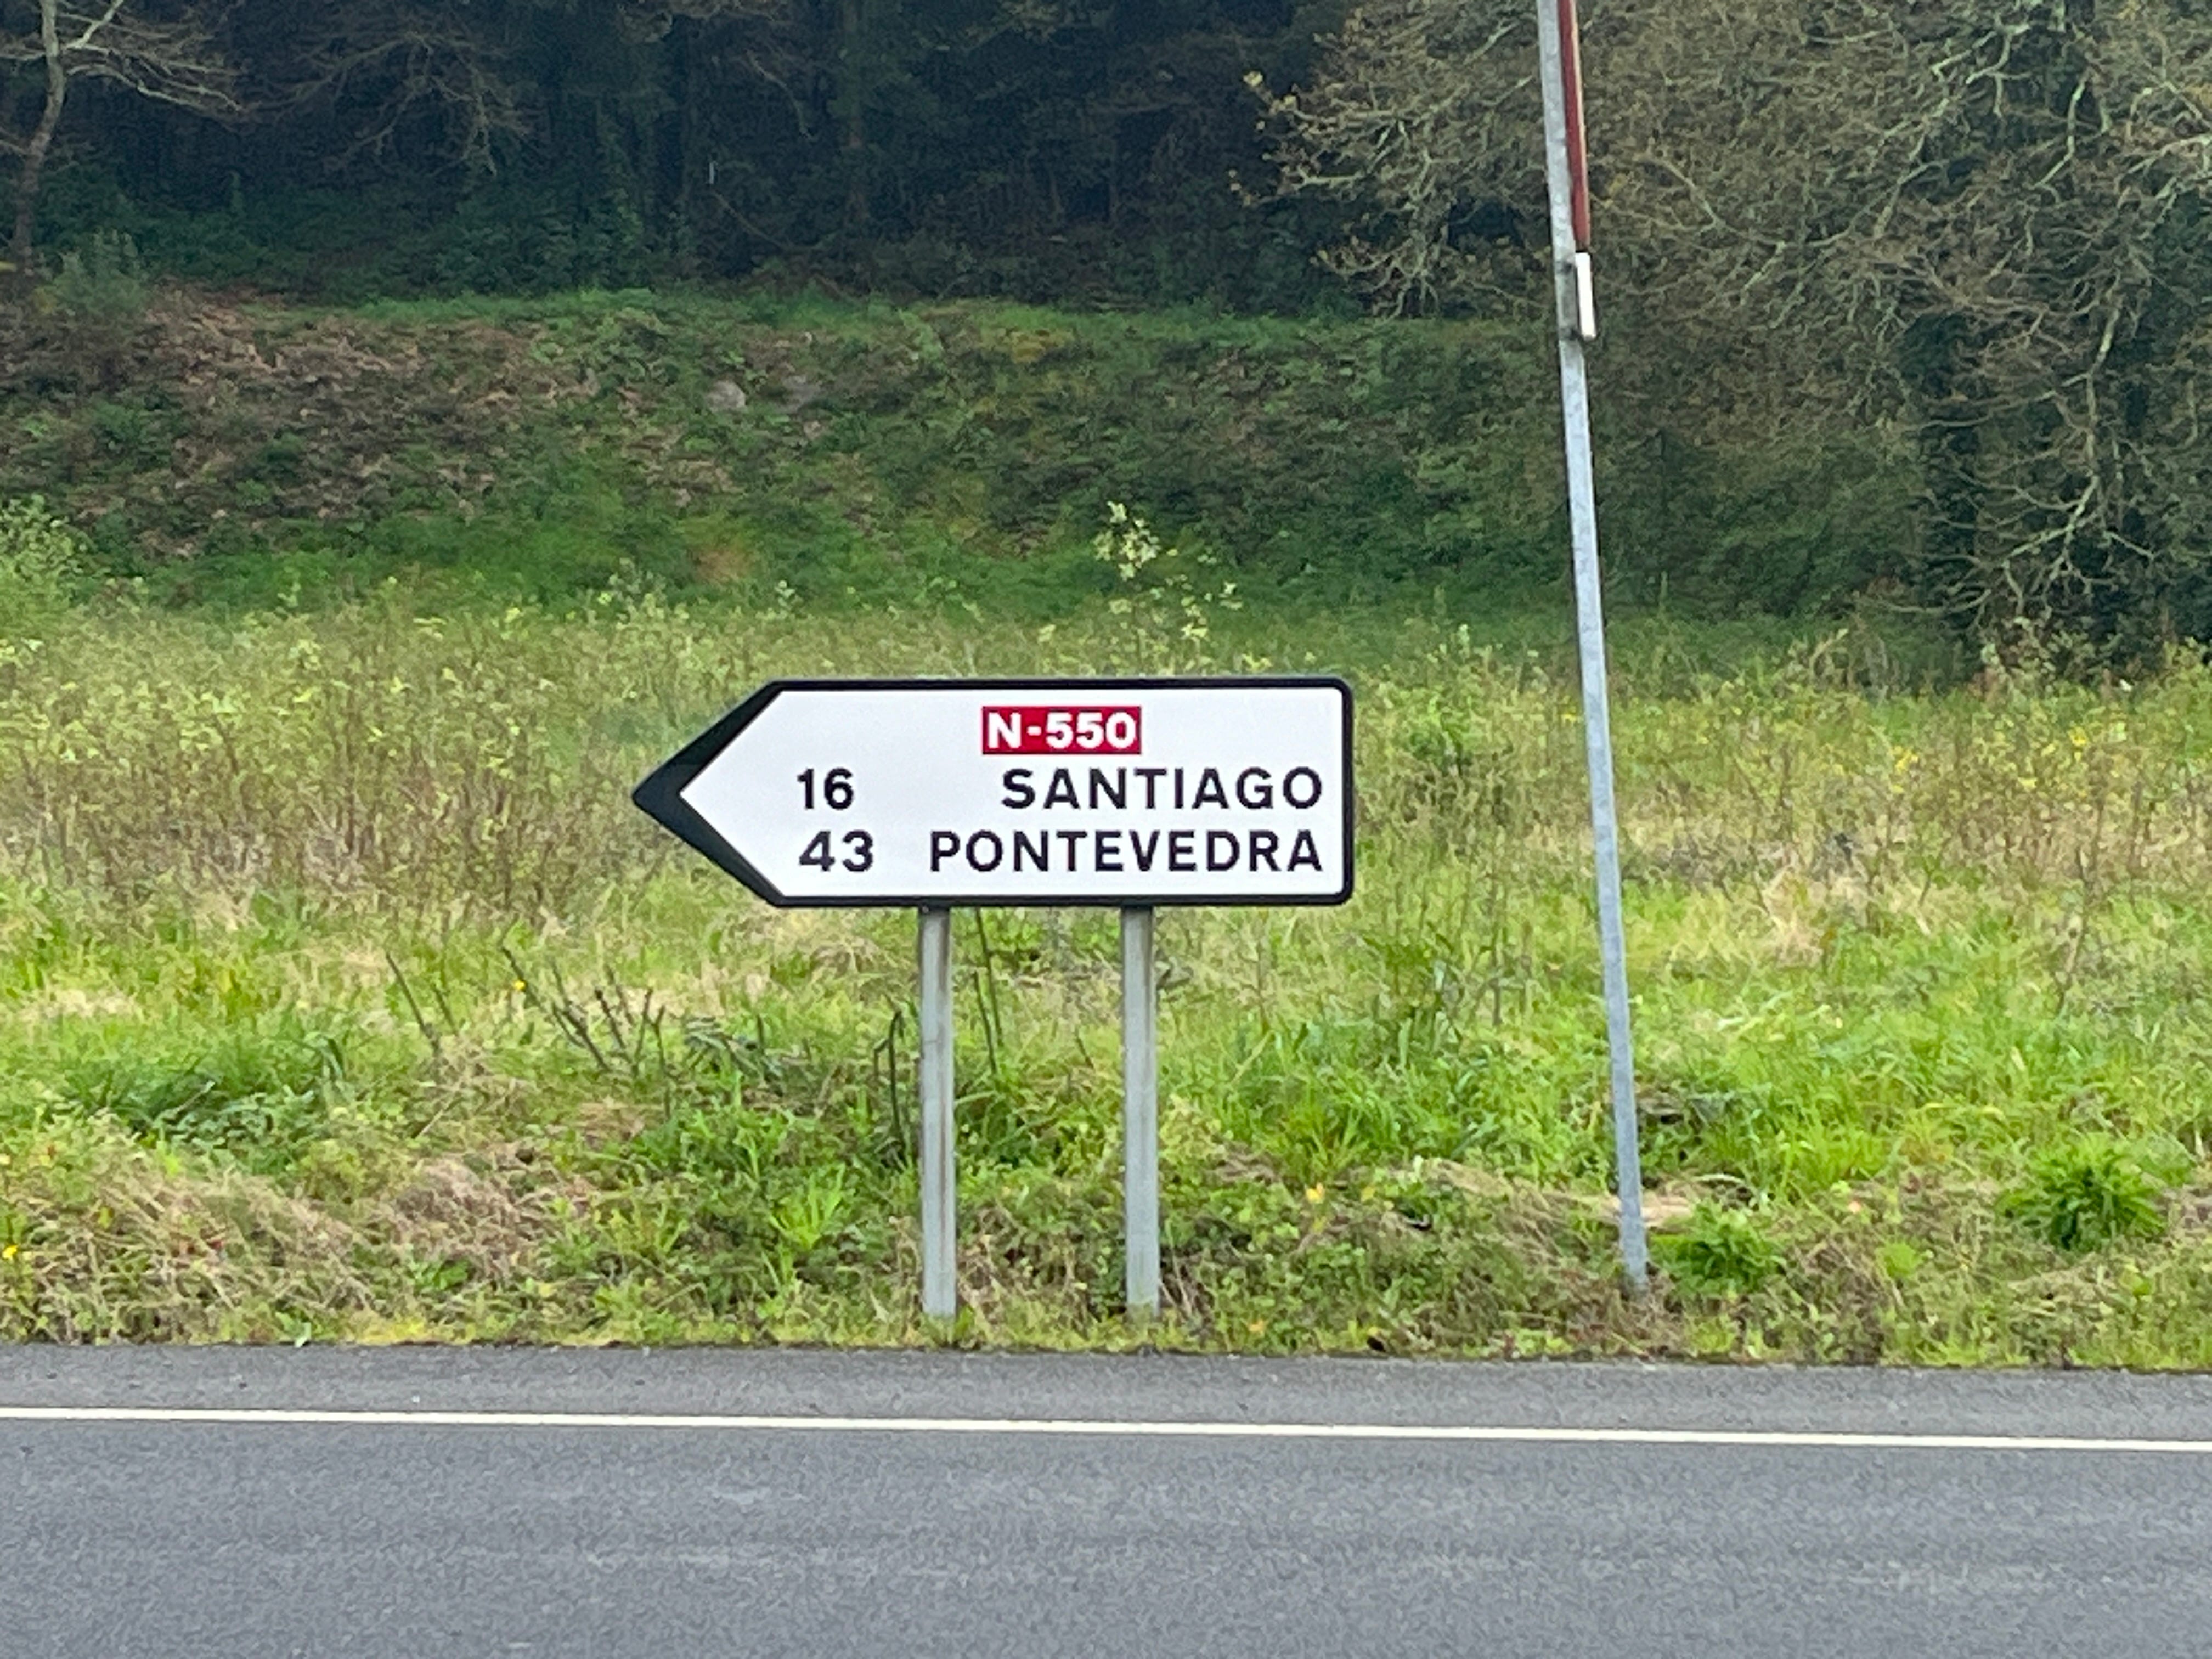 N-550
16 SANTIAGO
43 PONTEVEDRA